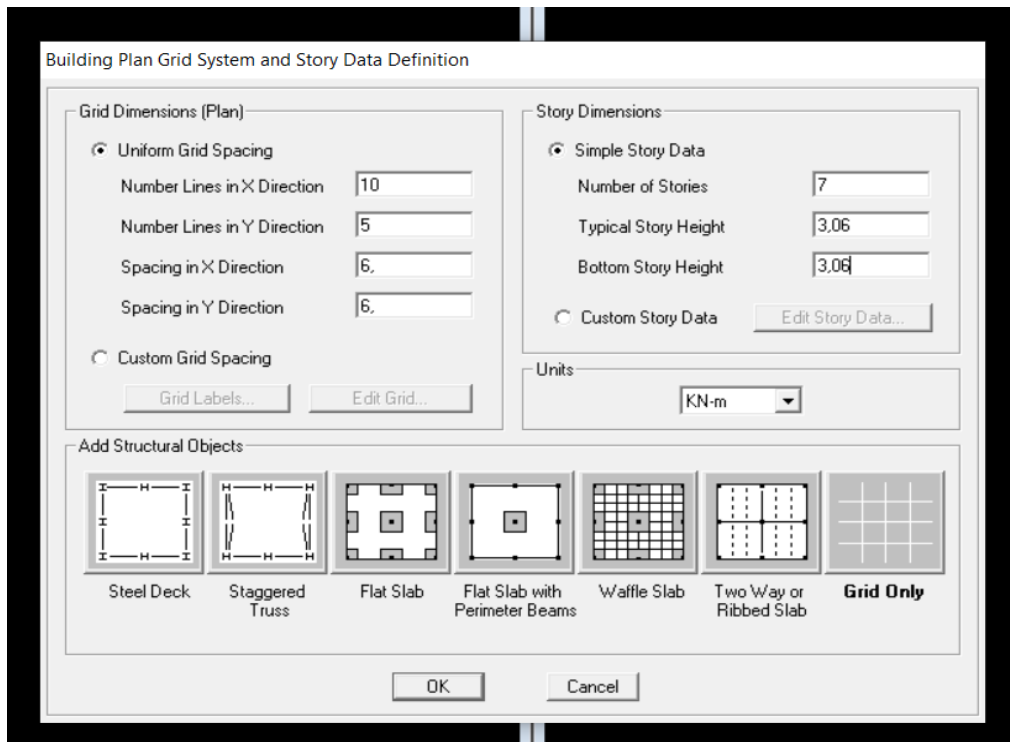 Building Plan Grid System and Story Data Definition
Grid Dimensions (Plan)
Uniform Grid Spacing
Number Lines in X Direction 10
Number Lines in Y Direction 5
Spacing in X Direction 6,
Spacing in Y Direction 6,
Custom Grid Spacing
Grid Labels... Edit Grid...
Story Dimensions
Simple Story Data
Number of Stories 7
Typical Story Height 3,06
Bottom Story Height 3,06
Custom Story Data Edit Story Data...
Units
KN-m
Add Structural Objects
Steel Deck
Staggered
Truss
Flat Slab
Flat Slab with
Perimeter Beams
Waffle Slab
Two Way or
Ribbed Slab
Grid Only
OK Cancel